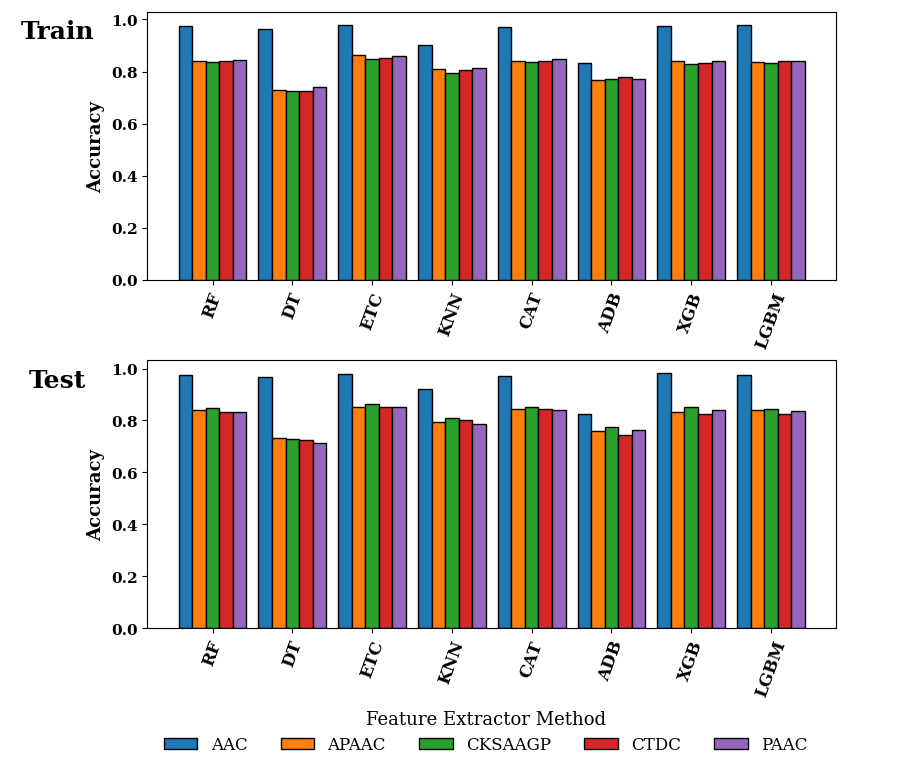 Train
Accuracy
1.0
0.8
0.6
0.4
0.2
0.0
RF DT ETC KNN CAT ADB XGB LGBM
Test
Accuracy
1.0
0.8
0.6
0.4
0.2
0.0
RF DT ETC KNN CAT ADB XGB LGBM
Feature Extractor Method
AAC APAAC CKSAAGP CTDC PAAC